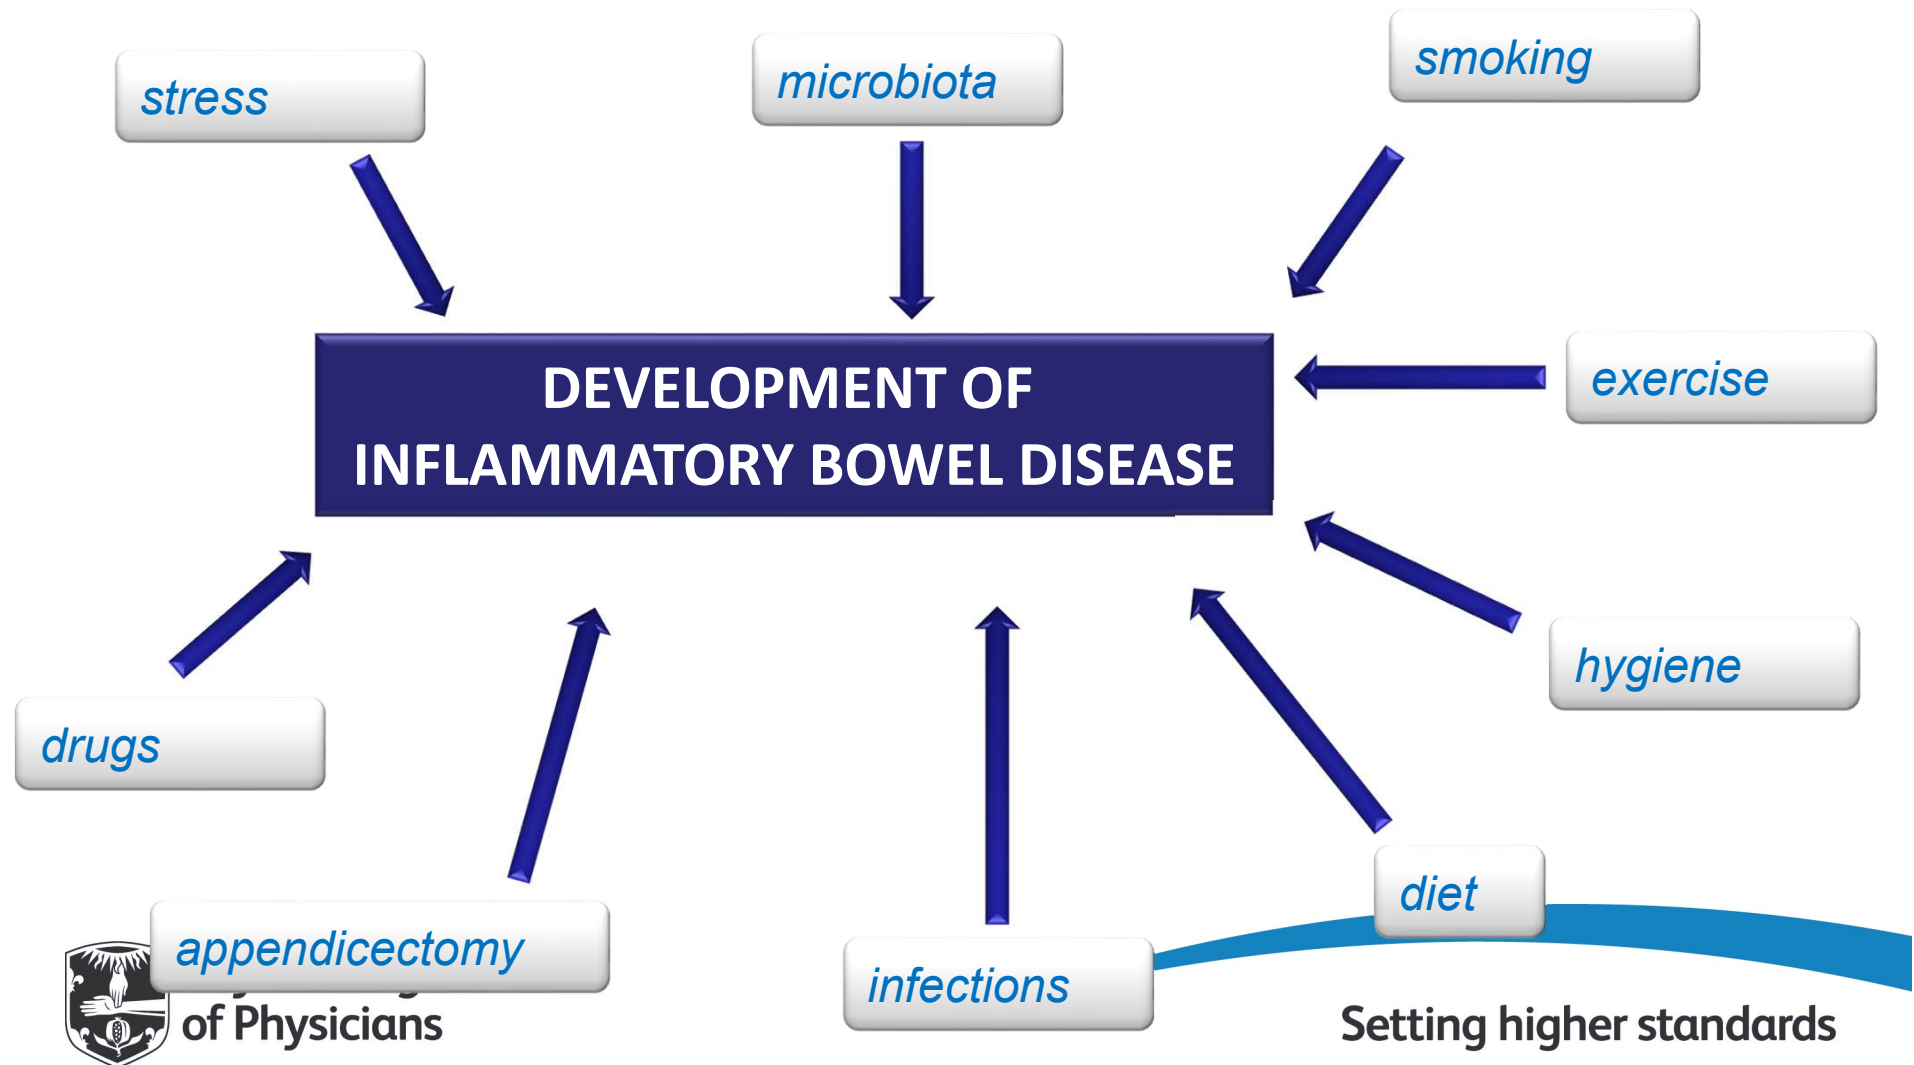 stress
microbiota
smoking
DEVELOPMENT OF
INFLAMMATORY BOWEL DISEASE
exercise
hygiene
drugs
diet
appendicectomy
infections
of Physicians
Setting higher standards